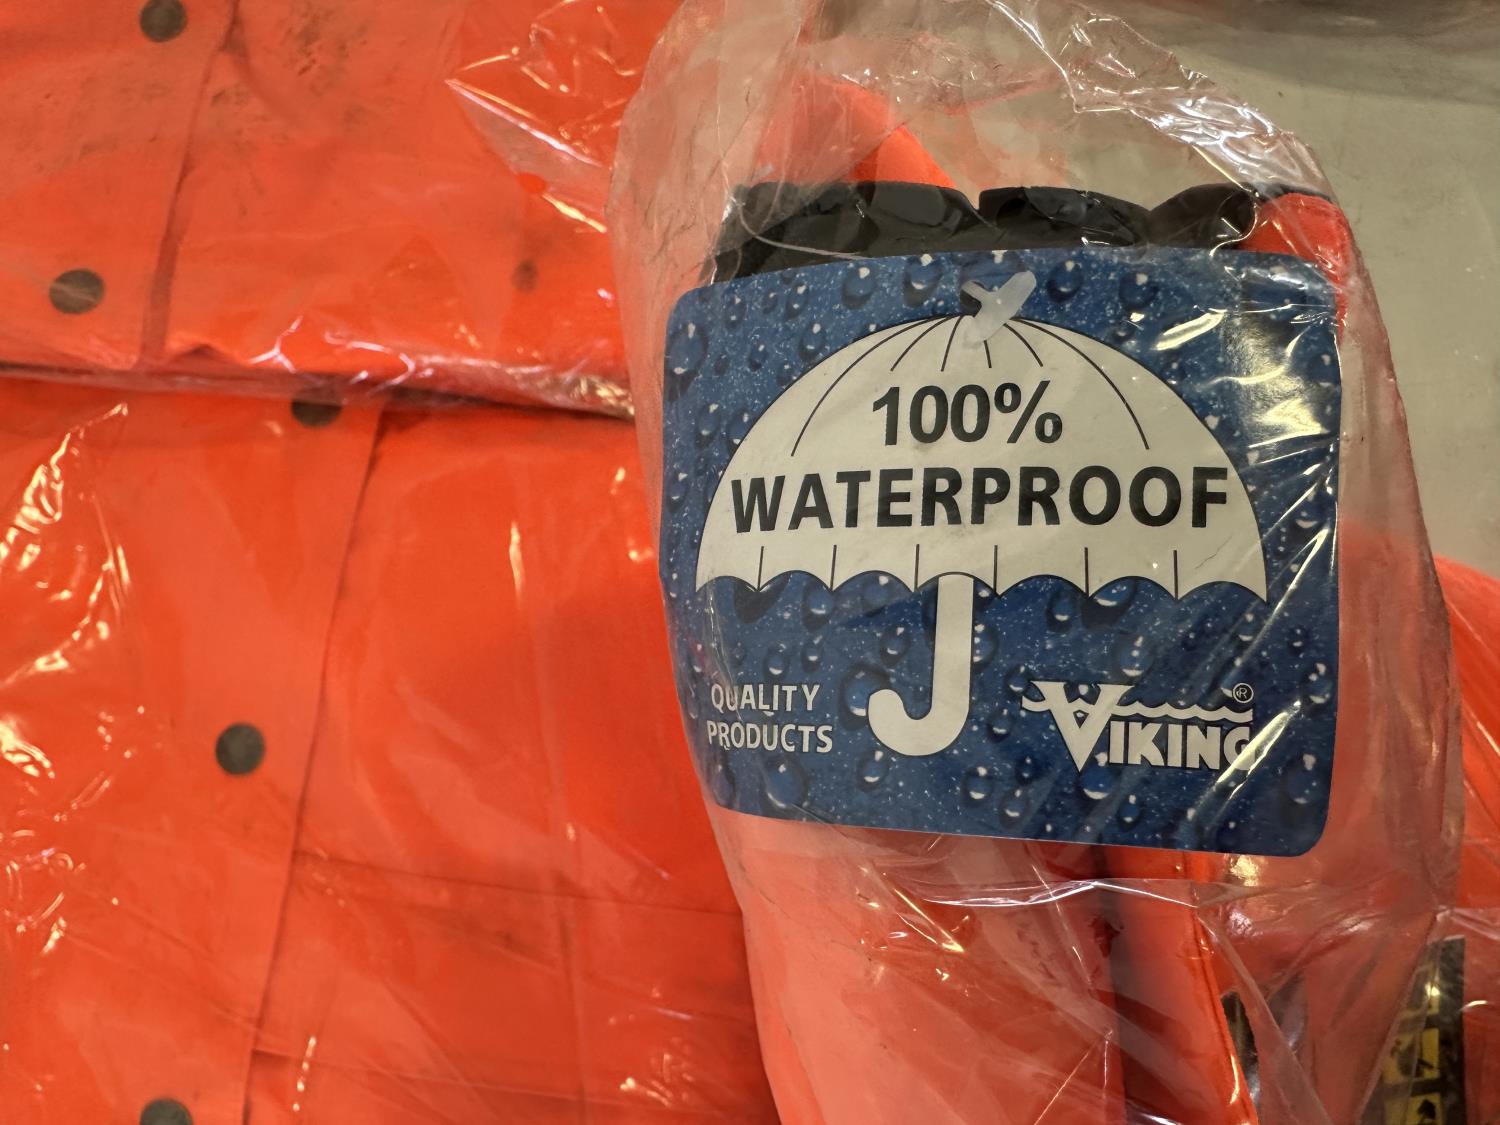 100%
WATERPROOF
QUALITY
PRODUCTS
VIKING®